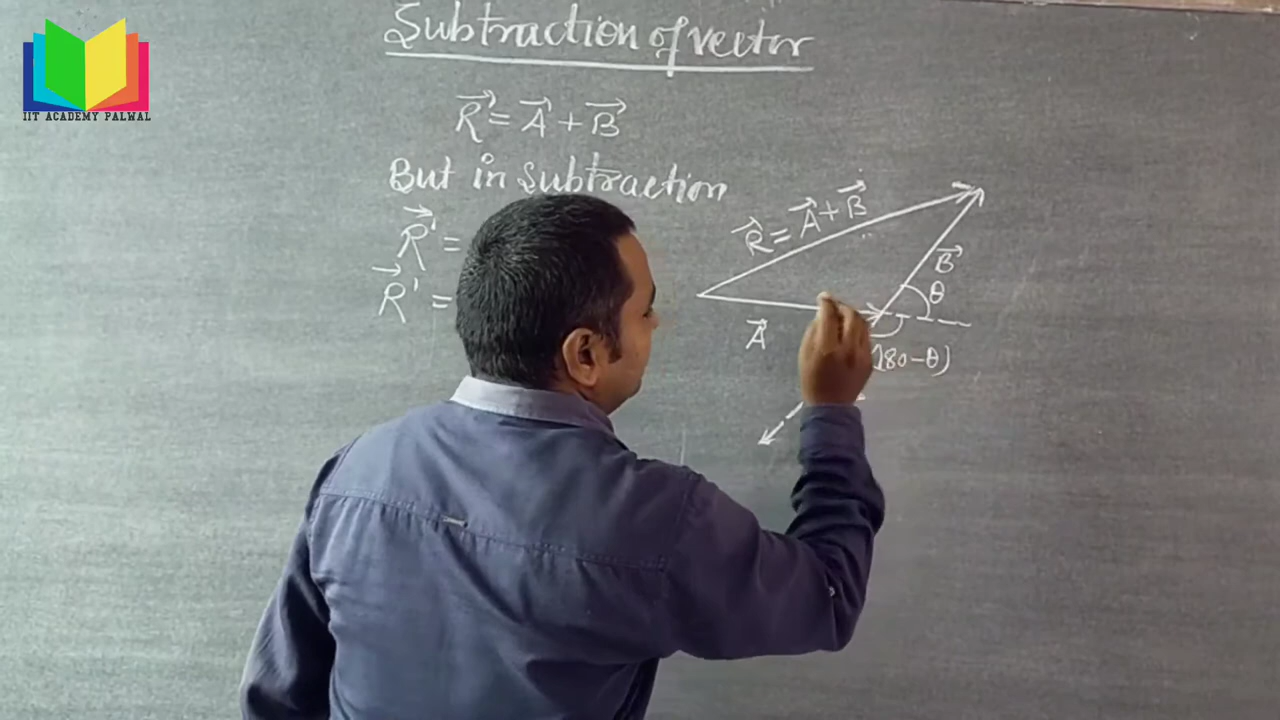 Subtraction of vector
R⃗ = A⃗ + B⃗
But in subtraction
R⃗' =
R⃗' =
R⃗ = A⃗ + B⃗
B⃗
θ
A⃗
(180-θ)
IIT ACADEMY PALWAL